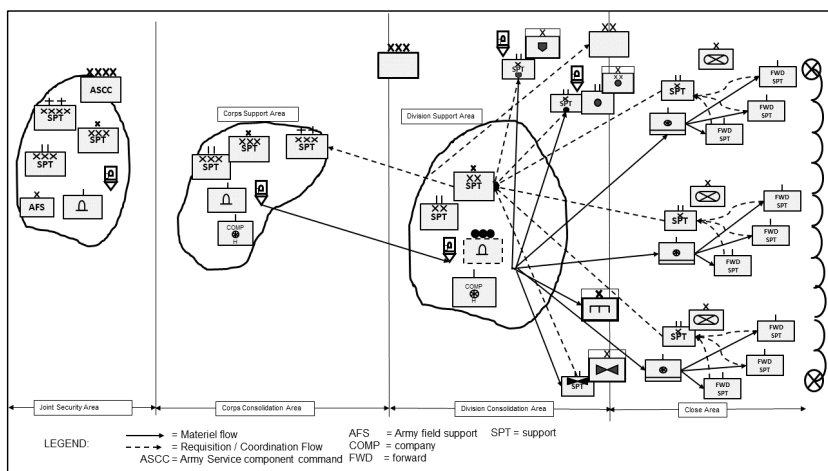 XXXX
ASCC
XXXX
SPT
X
XXX
SPT
XXX
SPT
X
AFS
Corps Support Area
XXX
SPT
X
XXX
SPT
XXX
SPT
COMP
H
XXX
Division Support Area
X
XX
SPT
XX
SPT
COMP
H
X
X
SPT
XX
X
SPT
XX
X
X
SPT
X
X
SPT
FWD
SPT
FWD
SPT
FWD
SPT
X
X
SPT
FWD
SPT
FWD
SPT
FWD
SPT
X
X
SPT
FWD
SPT
FWD
SPT
FWD
SPT
Joint Security Area
Corps Consolidation Area
Division Consolidation Area
Close Area
LEGEND:
= Materiel flow
= Requisition / Coordination Flow
ASCC = Army Service component command
AFS = Army field support
COMP = company
FWD = forward
SPT = support